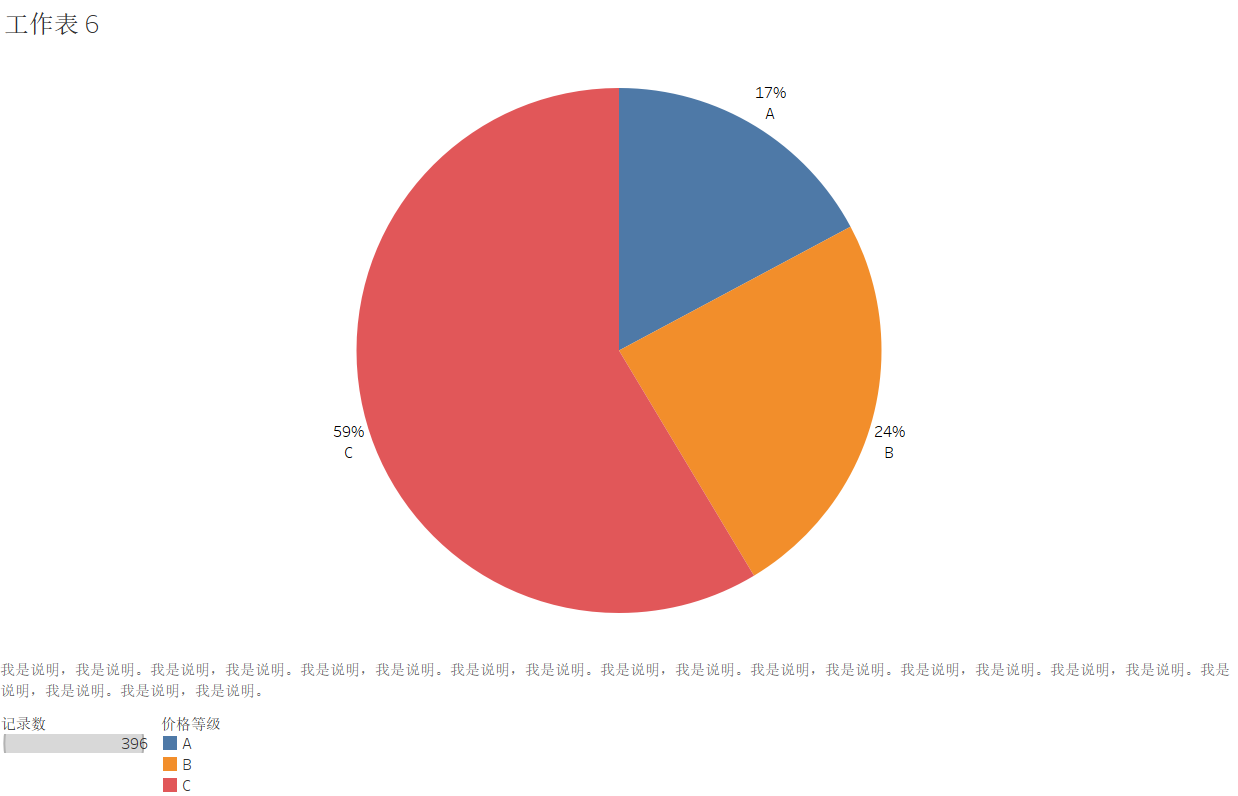 工作表 6
17%
A
59%
C
24%
B
我是说明，我是说明。我是说明，我是说明。我是说明，我是说明。我是说明，我是说明。我是说明，我是说明。我是说明，我是说明。我是说明，我是说明。我是说明，我是说明。我是
说明，我是说明。我是说明，我是说明。
记录数
396
价格等级
A
B
C